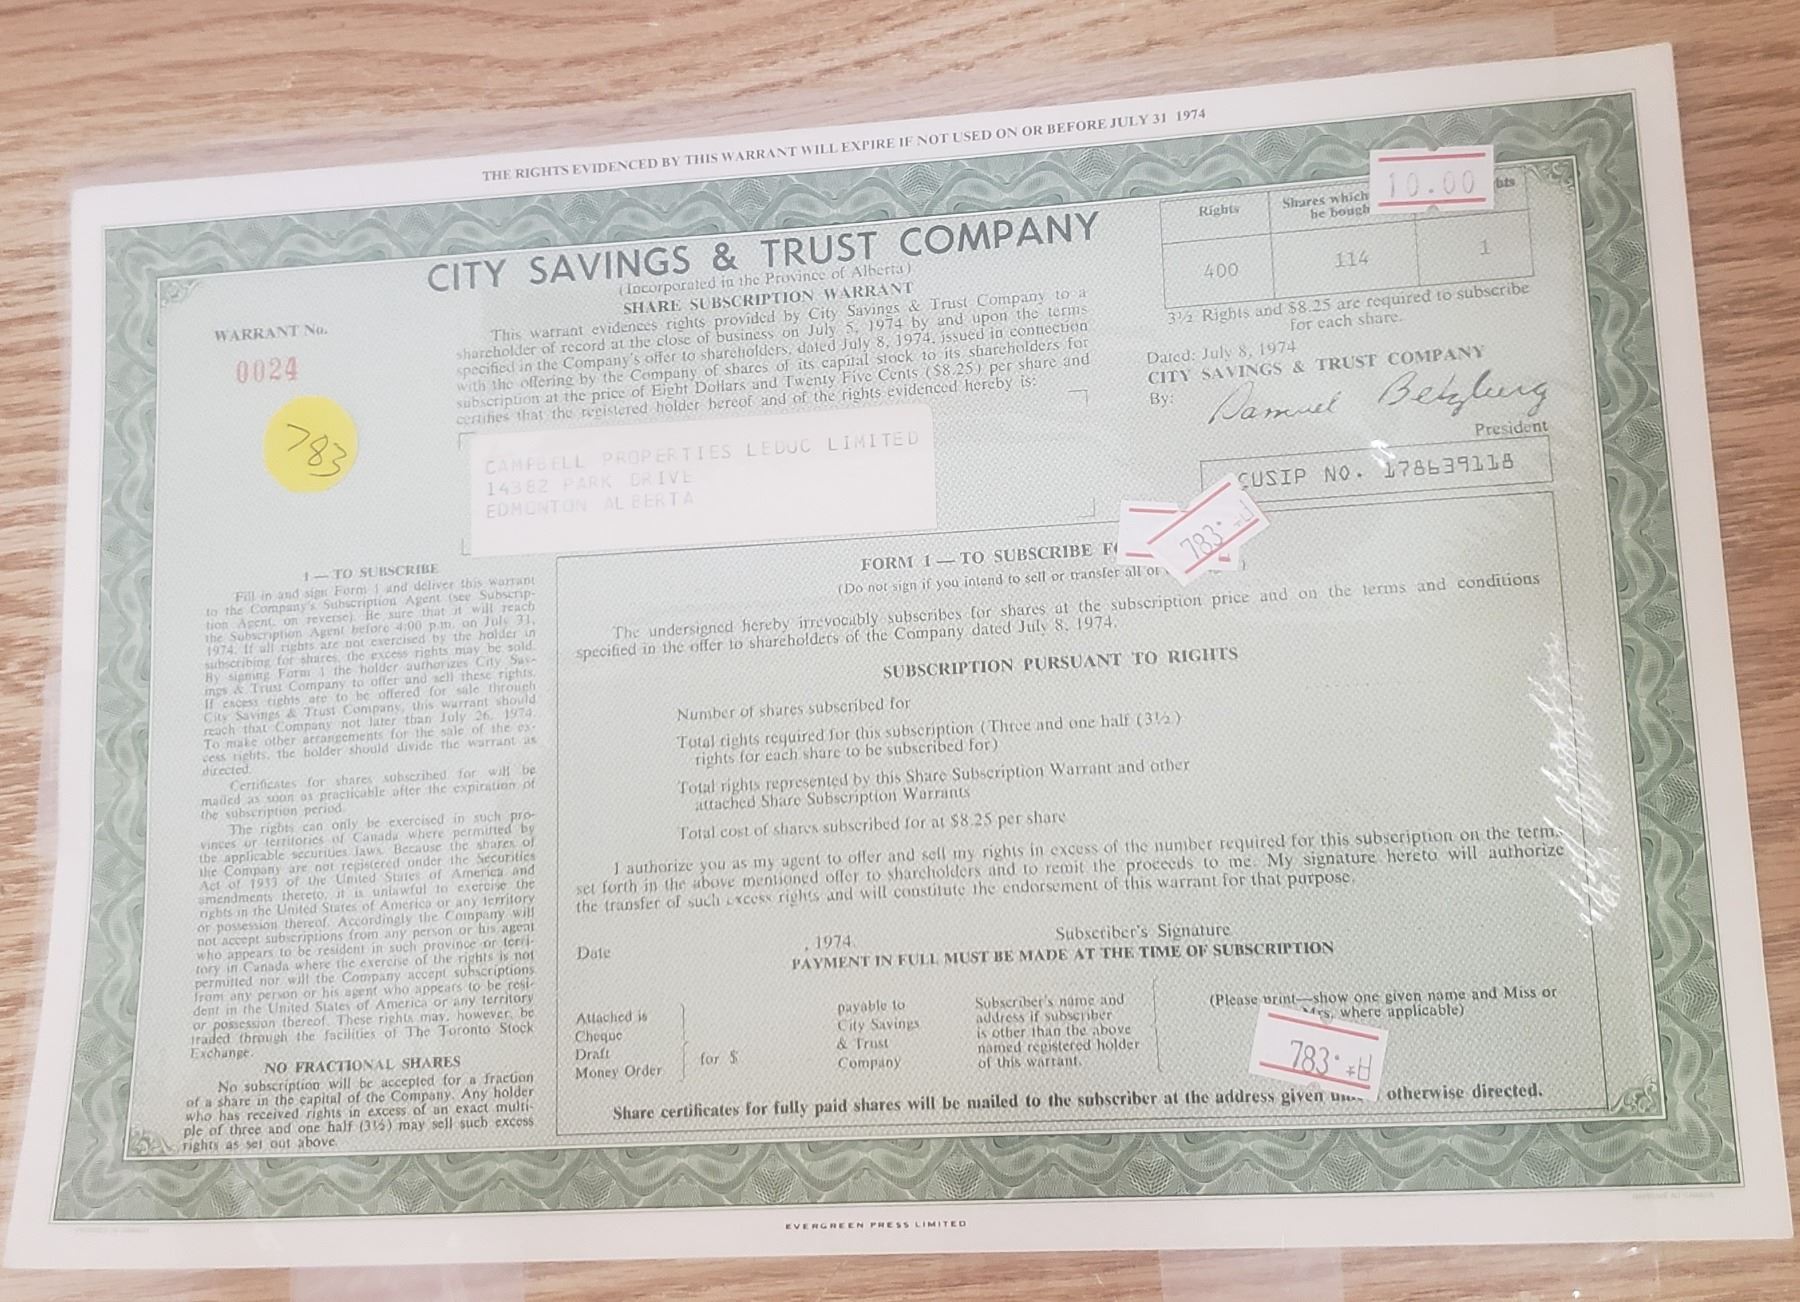 THE RIGHTS EVIDENCED BY THIS WARRANT WILL EXPIRE IF NOT USED ON OR BEFORE JULY 31 1974
CITY SAVINGS & TRUST COMPANY
(Incorporated in the Province of Alberta)
SHARE SUBSCRIPTION WARRANT
WARRANT No.
0024
783
This warrant evidences rights provided by City Savings & Trust Company to a
shareholder of record at the close of business on July 5, 1974 by and upon the terms
specified in the Company's offer to shareholders, dated July 8, 1974, issued in connection
with the offering by the Company of shares of its capital stock to its shareholders for
subscription at the price of Eight Dollars and Twenty Five Cents ($8.25) per share and
certifies that the registered holder hereof and of the rights evidenced hereby is:
CAMPBELL PROPERTIES LEDUC LIMITED
14382 PARK DRIVE
EDMONTON ALBERTA
10.00
Rights
Shares which
be bough
hts
400
114
1
3½ Rights and $8.25 are required to subscribe
for each share.
Dated: July 8, 1974
CITY SAVINGS & TRUST COMPANY
By: Samuel Belzberg
President
CUSIP NO. 178639118
783.
1 — TO SUBSCRIBE
Fill in and sign Form 1 and deliver this warrant
to the Company's Subscription Agent (see Subscrip-
tion Agent, on reverse). Be sure that it will reach
the Subscription Agent before 4:00 p.m. on July 31,
1974. If all rights are not exercised by the holder in
subscribing for shares, the excess rights may be sold.
By signing Form 1 the holder authorizes City Sav-
ings & Trust Company to offer and sell these rights.
If excess rights are to be offered for sale through
City Savings & Trust Company, this warrant should
reach that Company not later than July 26, 1974.
To make other arrangements for the sale of the ex-
cess rights, the holder should divide the warrant as
directed.
Certificates for shares subscribed for will be
mailed as soon as practicable after the expiration of
the subscription period.
The rights can only be exercised in such pro-
vinces or territories of Canada where permitted by
the applicable securities laws. Because the shares of
the Company are not registered under the Securities
Act of 1933 of the United States of America and
amendments thereto, it is unlawful to exercise the
rights in the United States of America or any territory
or possession thereof. Accordingly the Company will
not accept subscriptions from any person or his agent
who appears to be resident in such province or terri-
tory in Canada where the exercise of the rights is not
permitted nor will the Company accept subscriptions
from any person or his agent who appears to be resi-
dent in the United States of America or any territory
or possession thereof. These rights may, however, be
traded through the facilities of The Toronto Stock
Exchange.
NO FRACTIONAL SHARES
No subscription will be accepted for a fraction
of a share in the capital of the Company. Any holder
who has received rights in excess of an exact multi-
ple of three and one half (3½) may sell such excess
rights as set out above.
FORM 1 — TO SUBSCRIBE F
(Do not sign if you intend to sell or transfer all or
The undersigned hereby irrevocably subscribes for shares at the subscription price and on the terms and conditions
specified in the offer to shareholders of the Company dated July 8, 1974.
SUBSCRIPTION PURSUANT TO RIGHTS
Number of shares subscribed for
Total rights required for this subscription (Three and one half (3½)
rights for each share to be subscribed for)
Total rights represented by this Share Subscription Warrant and other
attached Share Subscription Warrants
Total cost of shares subscribed for at $8.25 per share
I authorize you as my agent to offer and sell my rights in excess of the number required for this subscription on the terms
set forth in the above mentioned offer to shareholders and to remit the proceeds to me. My signature hereto will authorize
the transfer of such excess rights and will constitute the endorsement of this warrant for that purpose.
Date , 1974. Subscriber's Signature
PAYMENT IN FULL MUST BE MADE AT THE TIME OF SUBSCRIPTION
Attached is
Cheque
Draft
Money Order
for $
payable to
City Savings
& Trust
Company
Subscriber's name and
address if subscriber
is other than the above
named registered holder
of this warrant.
(Please print—show one given name and Miss or
Mrs. where applicable)
783.
Share certificates for fully paid shares will be mailed to the subscriber at the address given otherwise directed.
EVERGREEN PRESS LIMITED